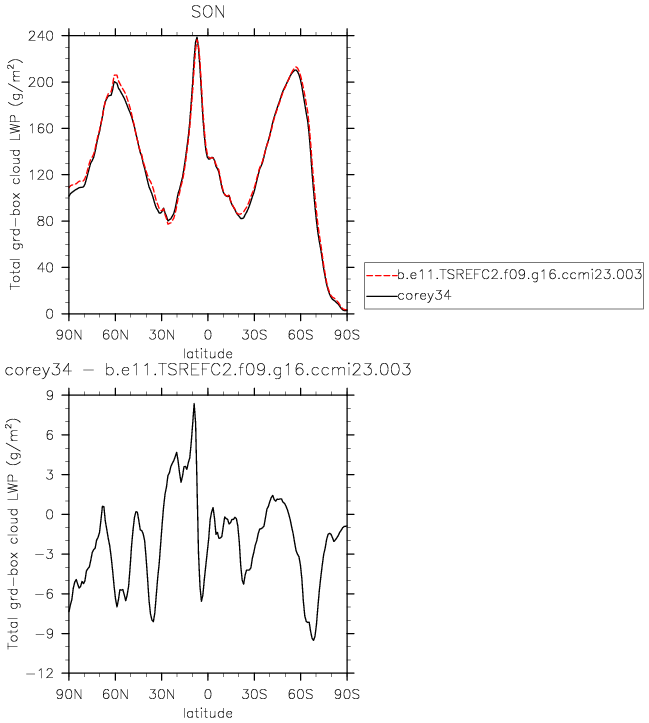 SON
240
200
160
120
80
40
0
Total grd-box cloud LWP (g/m²)
90N 60N 30N 0 30S 60S 90S
latitude
b.e11.TSREFC2.f09.g16.ccmi23.003
corey34
corey34 - b.e11.TSREFC2.f09.g16.ccmi23.003
9
6
3
0
-3
-6
-9
-12
Total grd-box cloud LWP (g/m²)
90N 60N 30N 0 30S 60S 90S
latitude